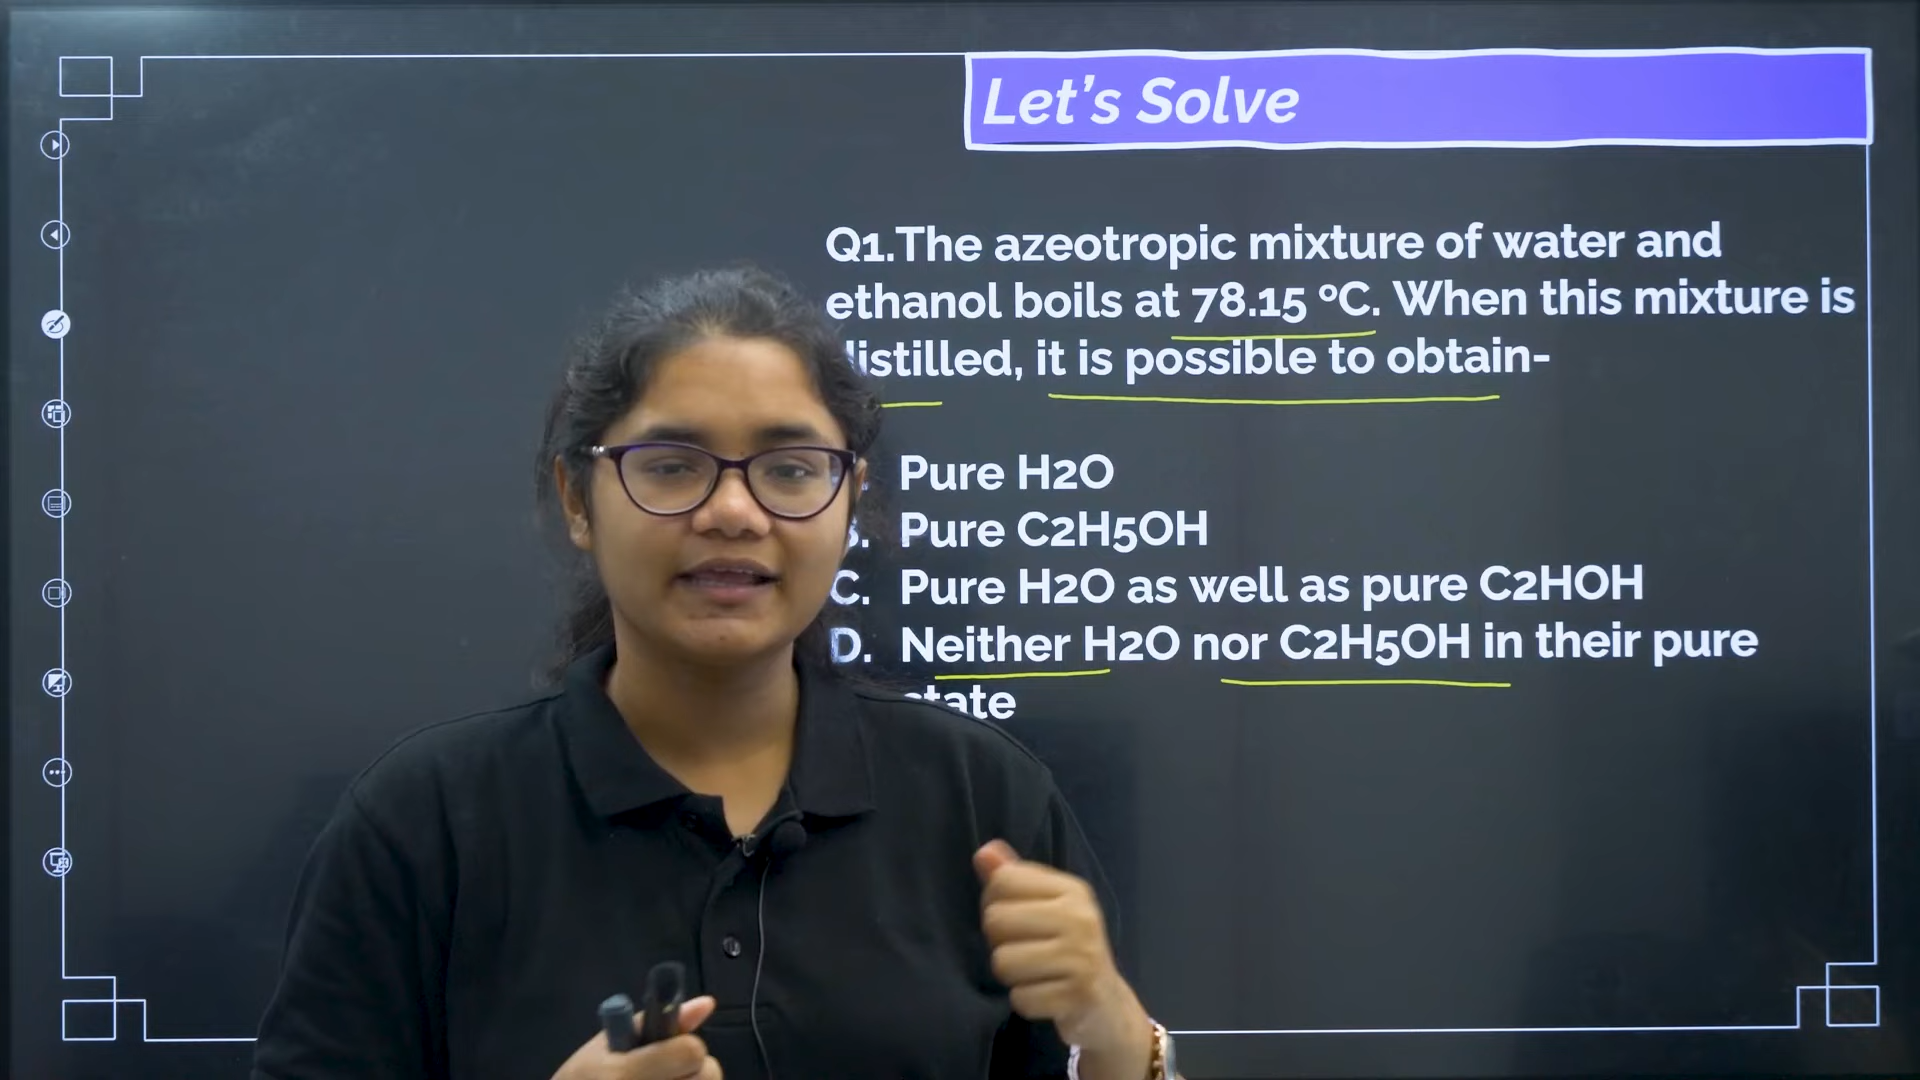 Let's Solve
Q1.The azeotropic mixture of water and
ethanol boils at 78.15 °C. When this mixture is
distilled, it is possible to obtain-
Pure H2O
B. Pure C2H5OH
C. Pure H2O as well as pure C2HOH
D. Neither H2O nor C2H5OH in their pure
state